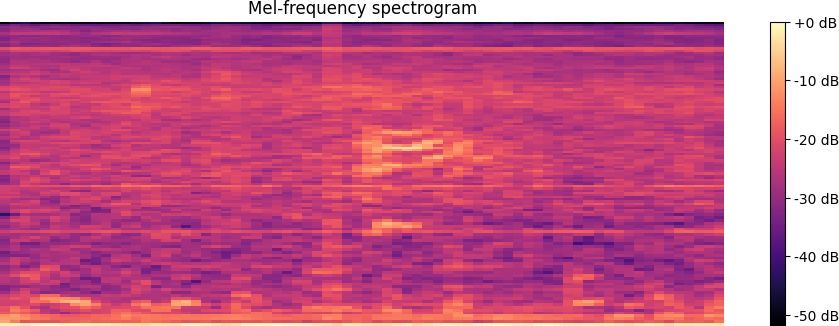 Mel-frequency spectrogram
+0 dB
-10 dB
-20 dB
-30 dB
-40 dB
-50 dB